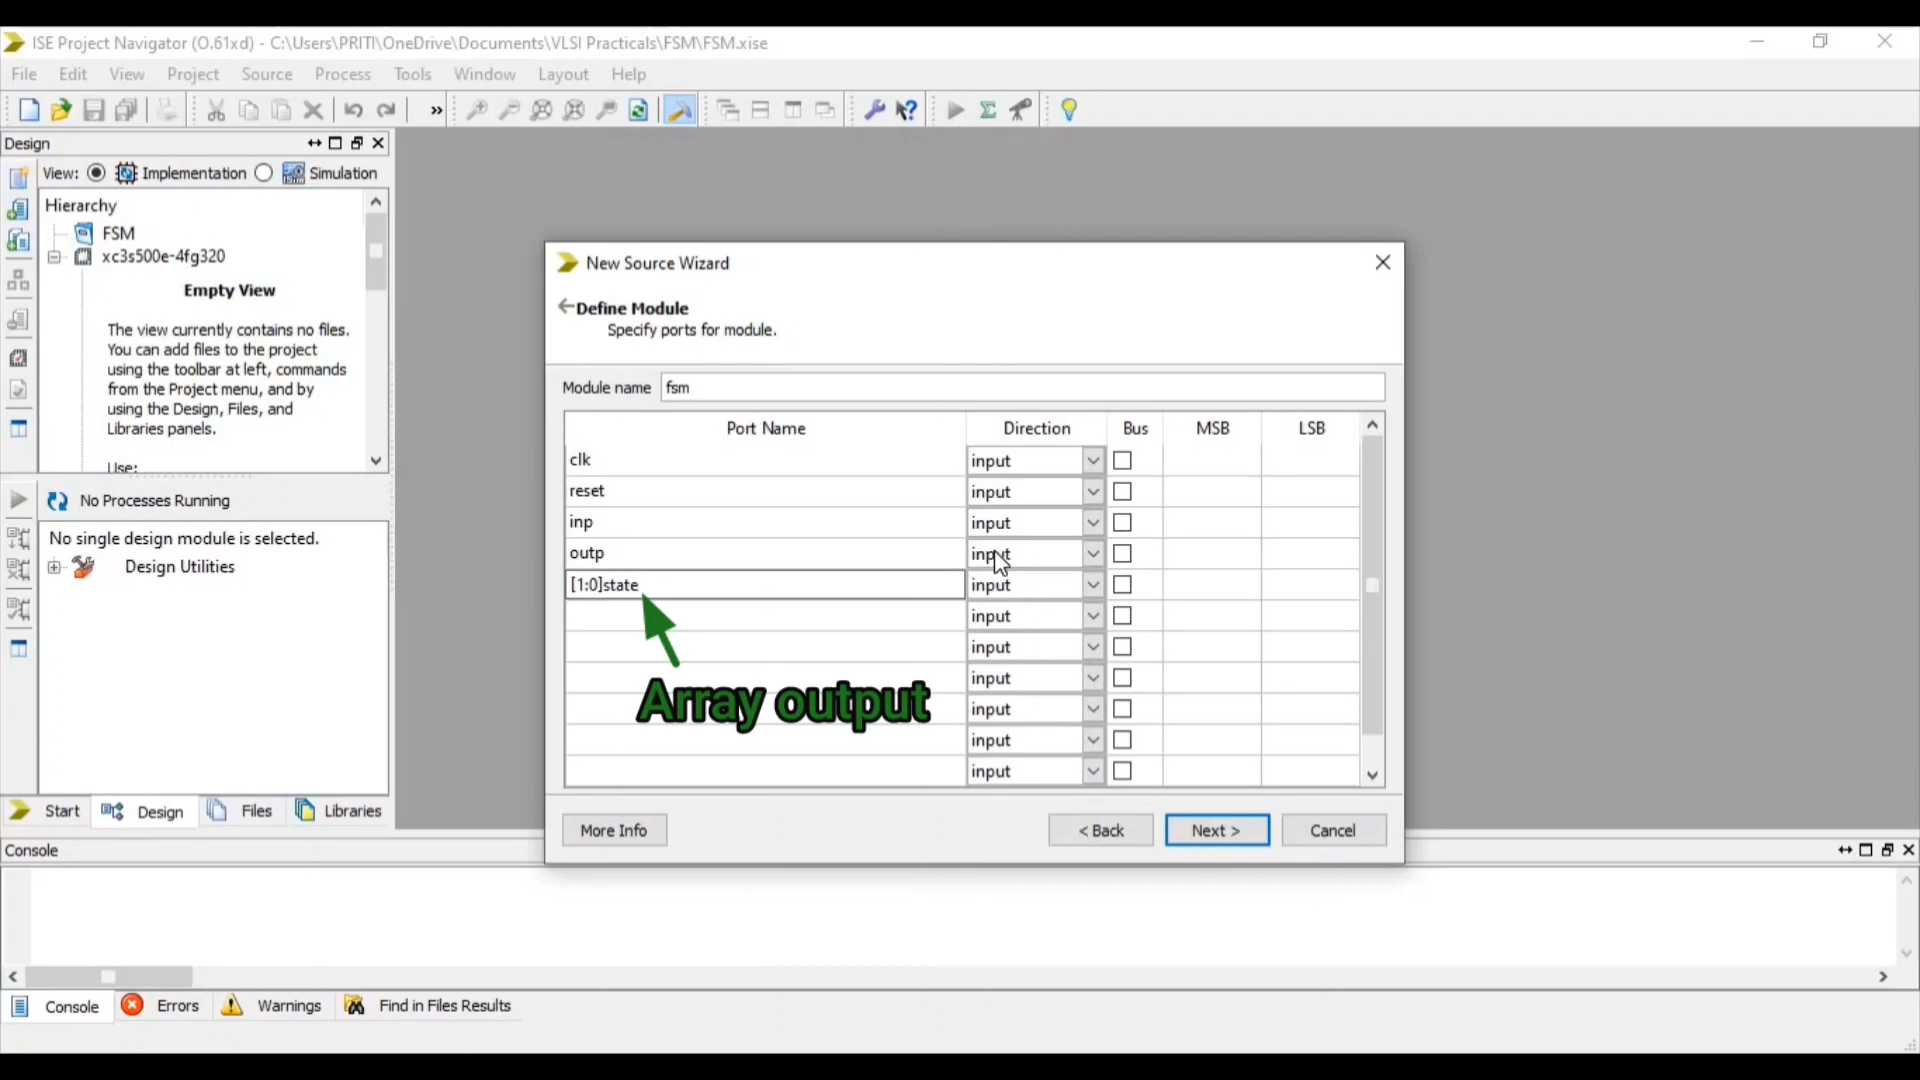 ISE Project Navigator (O.61xd) - C:\Users\PRITI\OneDrive\Documents\VLSI Practicals\FSM\FSM.xise
File Edit View Project Source Process Tools Window Layout Help
»
Design
View: Implementation Simulation
Hierarchy
FSM
xc3s500e-4fg320
Empty View
The view currently contains no files.
You can add files to the project
using the toolbar at left, commands
from the Project menu, and by
using the Design, Files, and
Libraries panels.
Use:
No Processes Running
No single design module is selected.
Design Utilities
Start Design Files Libraries
New Source Wizard
Define Module
Specify ports for module.
Module name fsm
Port Name Direction Bus MSB LSB
clk input
reset input
inp input
outp input
[1:0]state input
input
input
input
Array output
input
input
input
More Info < Back Next > Cancel
Console
Console Errors Warnings Find in Files Results